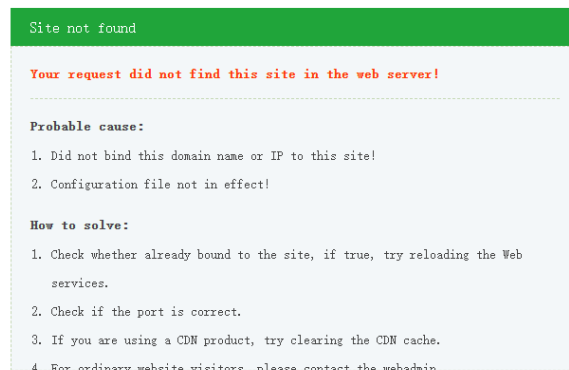 Site not found
Your request did not find this site in the web server!
Probable cause:
1. Did not bind this domain name or IP to this site!
2. Configuration file not in effect!
How to solve:
1. Check whether already bound to the site, if true, try reloading the Web
services.
2. Check if the port is correct.
3. If you are using a CDN product, try clearing the CDN cache.
4. For ordinary website visitors, please contact the webadmin.